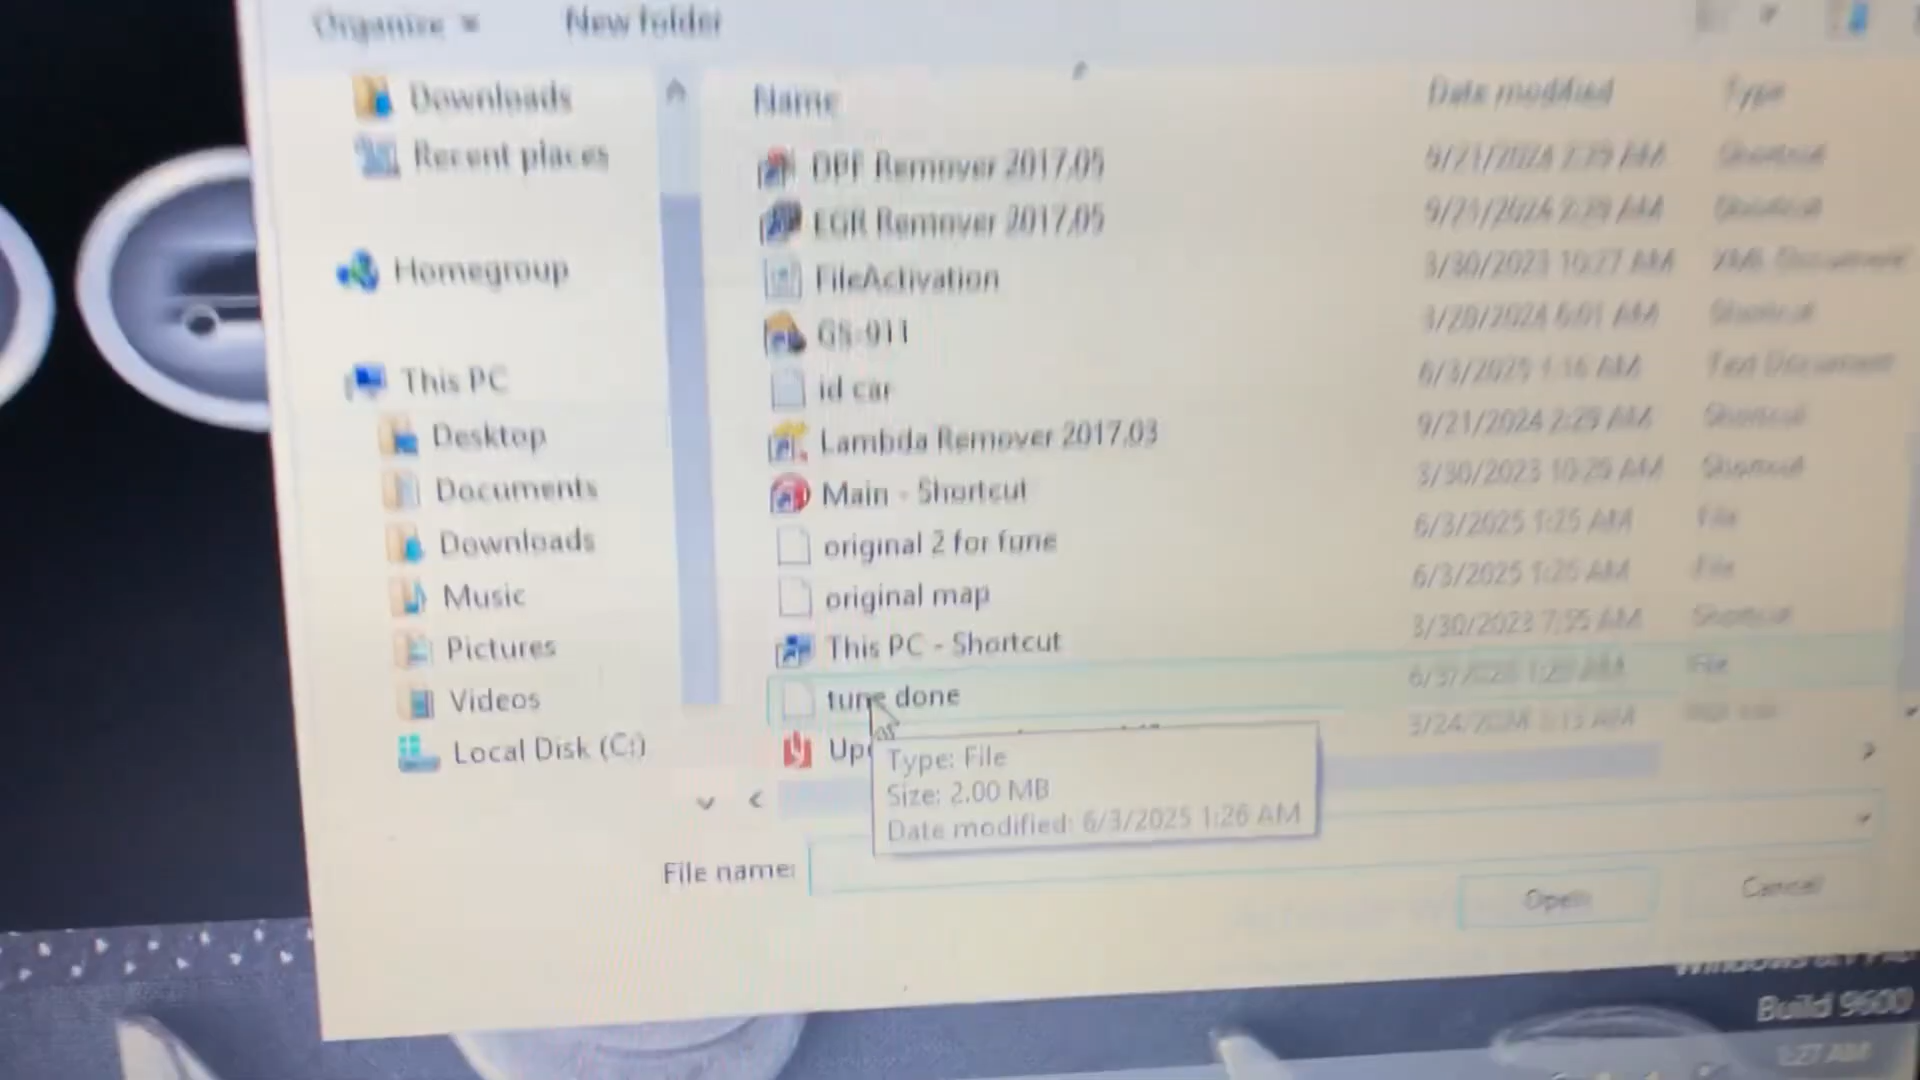 Organize New folder
Downloads
Recent places
Homegroup
This PC
Desktop
Documents
Downloads
Music
Pictures
Videos
Local Disk (C:)
Name Date modified Type
DPF Remover 2017.05 9/21/2024 2:29 AM Shortcut
EGR Remover 2017.05 9/21/2024 2:29 AM Shortcut
FileActivation 3/30/2023 10:27 AM XML Document
GS-911 3/20/2024 6:01 AM Shortcut
id car 6/3/2025 1:16 AM Text Document
Lambda Remover 2017.03 9/21/2024 2:29 AM Shortcut
Main - Shortcut 3/30/2023 10:29 AM Shortcut
original 2 for fune 6/3/2025 1:25 AM File
original map 6/3/2025 1:26 AM File
This PC - Shortcut 3/30/2023 7:55 AM Shortcut
tune done 6/3/2025 1:26 AM File
Upd 3/24/2024
Type: File
Size: 2.00 MB
Date modified: 6/3/2025 1:26 AM
File name:
Open Cancel
Build 9600
1:27 AM